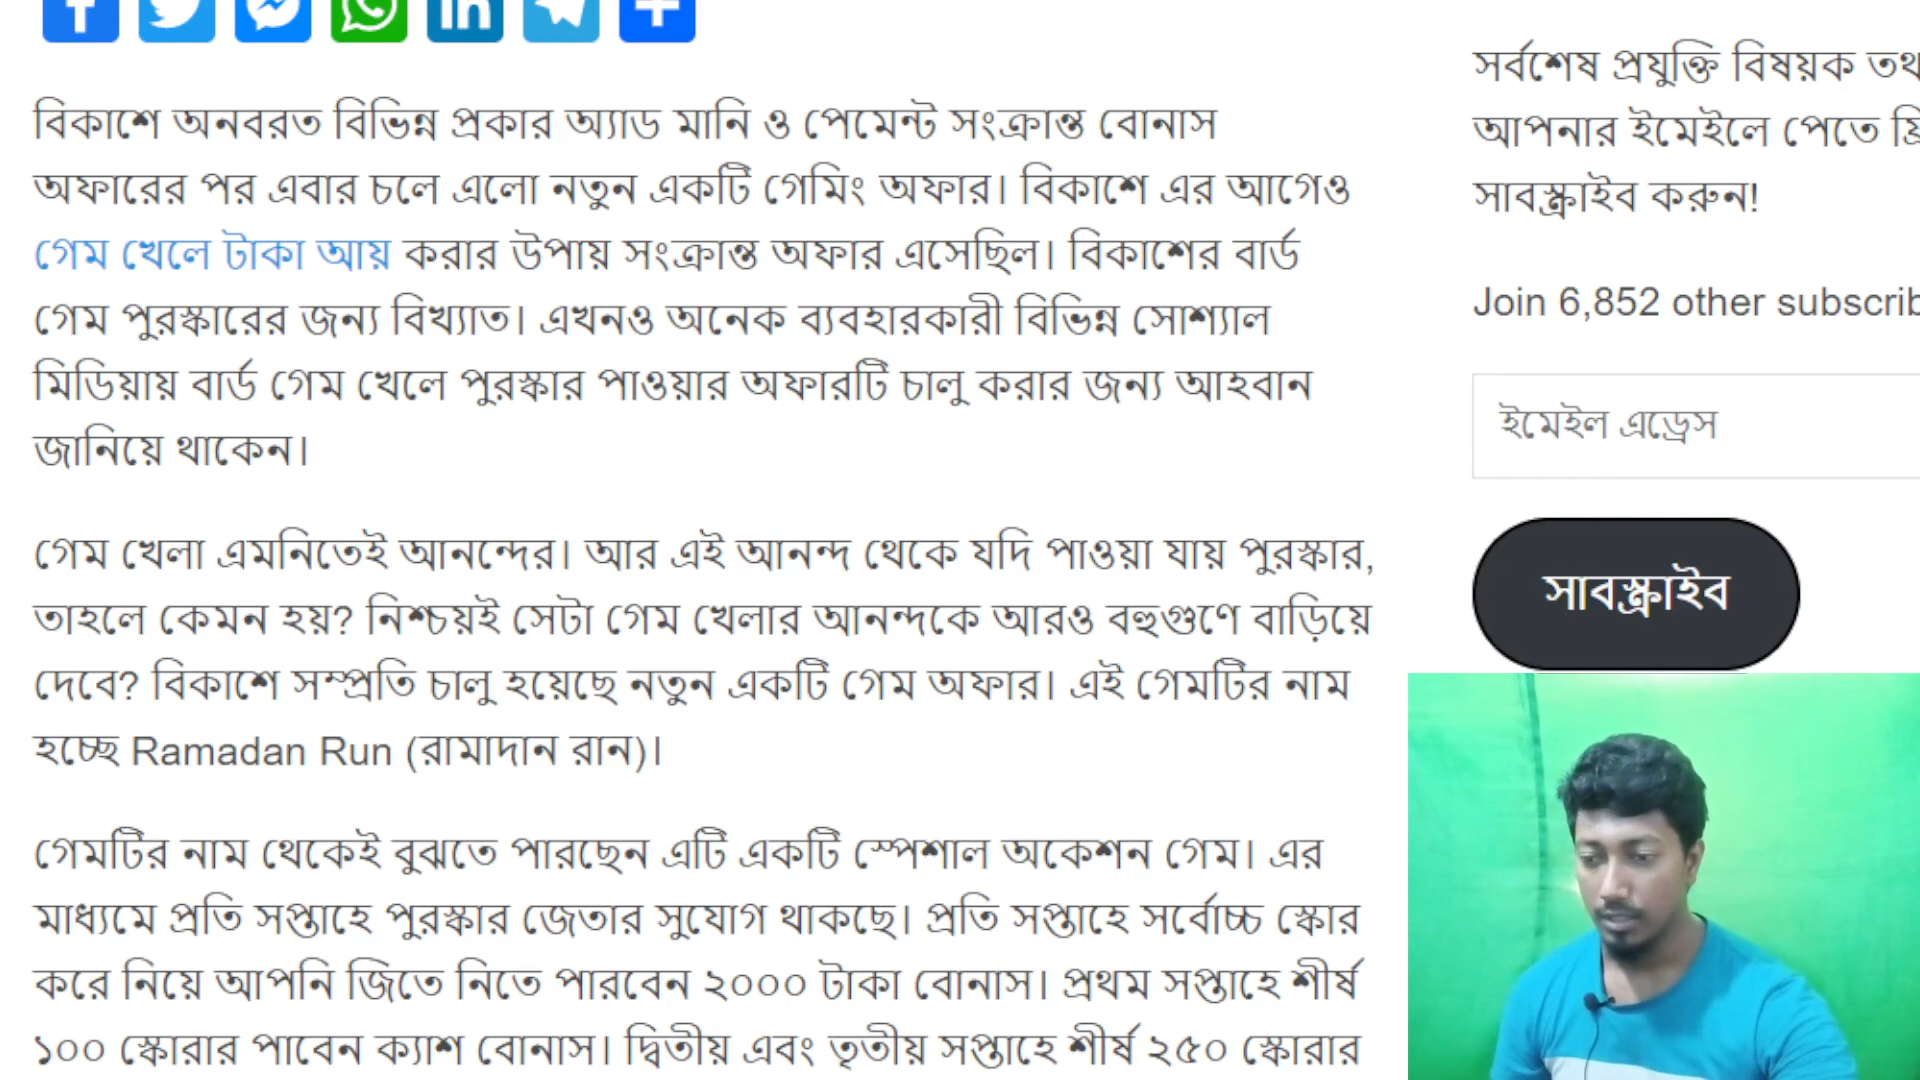 বিকাশে অনবরত বিভিন্ন প্রকার অ্যাড মানি ও পেমেন্ট সংক্রান্ত বোনাস
অফারের পর এবার চলে এলো নতুন একটি গেমিং অফার। বিকাশে এর আগেও
গেম খেলে টাকা আয় করার উপায় সংক্রান্ত অফার এসেছিল। বিকাশের বার্ড
গেম পুরস্কারের জন্য বিখ্যাত। এখনও অনেক ব্যবহারকারী বিভিন্ন সোশ্যাল
মিডিয়ায় বার্ড গেম খেলে পুরস্কার পাওয়ার অফারটি চালু করার জন্য আহবান
জানিয়ে থাকেন।
গেম খেলা এমনিতেই আনন্দের। আর এই আনন্দ থেকে যদি পাওয়া যায় পুরস্কার,
তাহলে কেমন হয়? নিশ্চয়ই সেটা গেম খেলার আনন্দকে আরও বহুগুণে বাড়িয়ে
দেবে? বিকাশে সম্প্রতি চালু হয়েছে নতুন একটি গেম অফার। এই গেমটির নাম
হচ্ছে Ramadan Run (রামাদান রান)।
গেমটির নাম থেকেই বুঝতে পারছেন এটি একটি স্পেশাল অকেশন গেম। এর
মাধ্যমে প্রতি সপ্তাহে পুরস্কার জেতার সুযোগ থাকছে। প্রতি সপ্তাহে সর্বোচ্চ স্কোর
করে নিয়ে আপনি জিতে নিতে পারবেন ২০০০ টাকা বোনাস। প্রথম সপ্তাহে শীর্ষ
১০০ স্কোরার পাবেন ক্যাশ বোনাস। দ্বিতীয় এবং তৃতীয় সপ্তাহে শীর্ষ ২৫০ স্কোরার
সর্বশেষ প্রযুক্তি বিষয়ক তথ
আপনার ইমেইলে পেতে ফ্রি
সাবস্ক্রাইব করুন!
Join 6,852 other subscrib
ইমেইল এড্রেস
সাবস্ক্রাইব